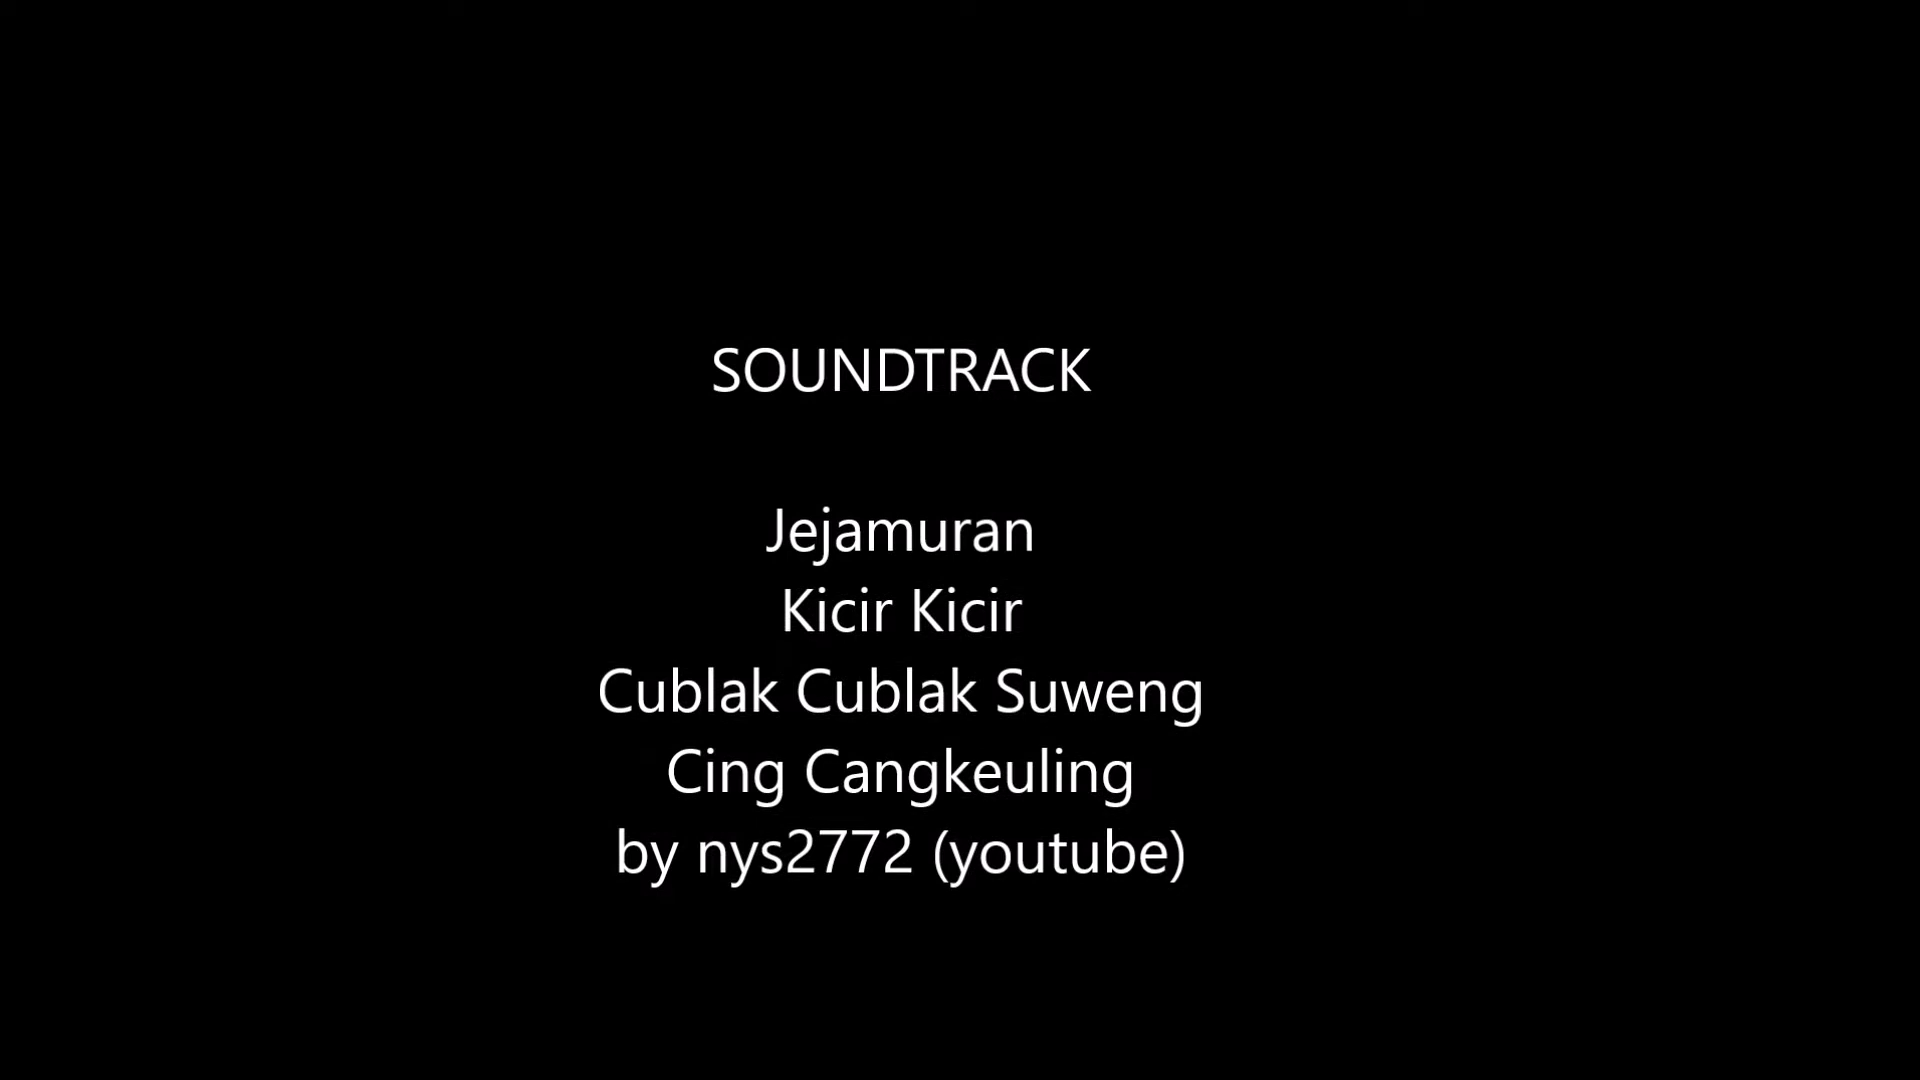 SOUNDTRACK
Jejamuran
Kicir Kicir
Cublak Cublak Suweng
Cing Cangkeuling
by nys2772 (youtube)